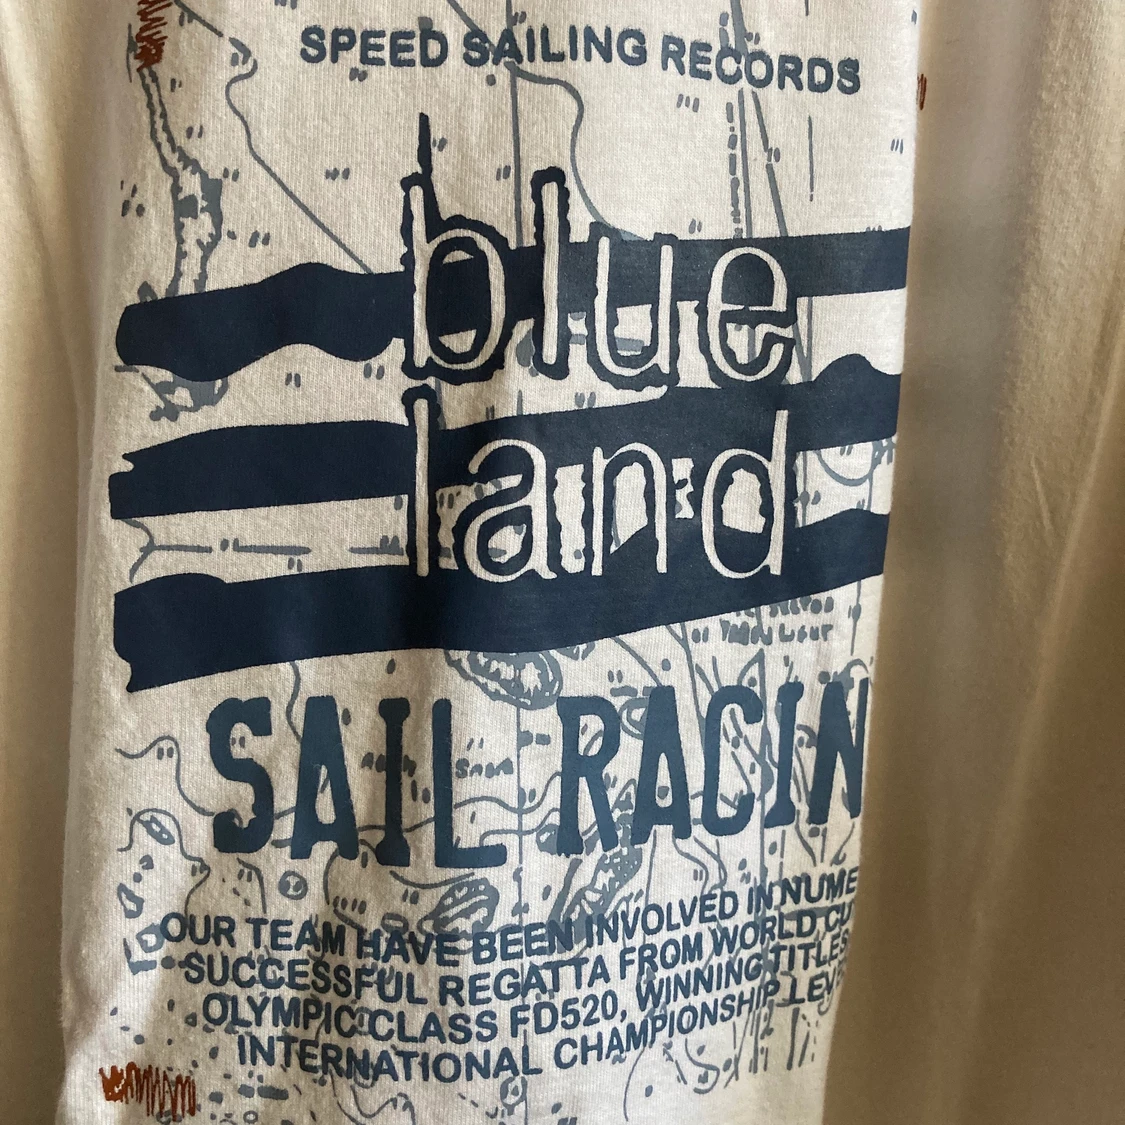 SPEED SAILING RECORDS
blue
land
SAIL RACIN
OUR TEAM HAVE BEEN INVOLVED IN NUME
SUCCESSFUL REGATTA FROM WORLD CU
OLYMPIC CLASS FD520, WINNING TITLES
INTERNATIONAL CHAMPIONSHIP LEVE